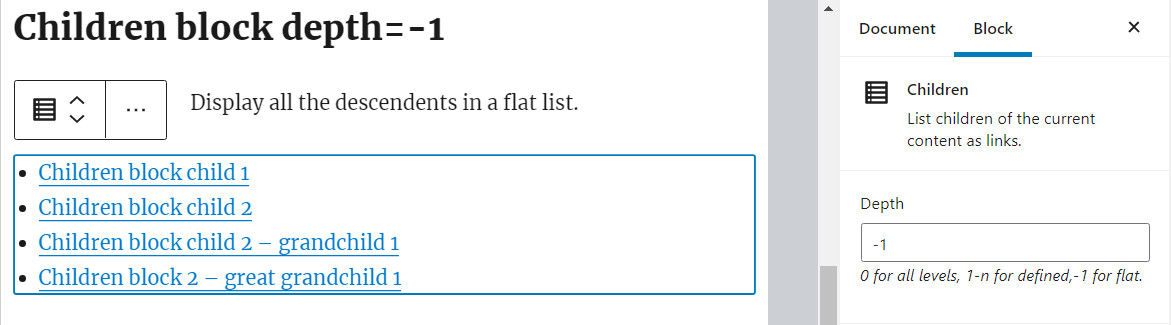 Children block depth=-1
Display all the descendents in a flat list.
Children block child 1
Children block child 2
Children block child 2 – grandchild 1
Children block 2 – great grandchild 1
Document Block
Children
List children of the current
content as links.
Depth
-1
0 for all levels, 1-n for defined,-1 for flat.